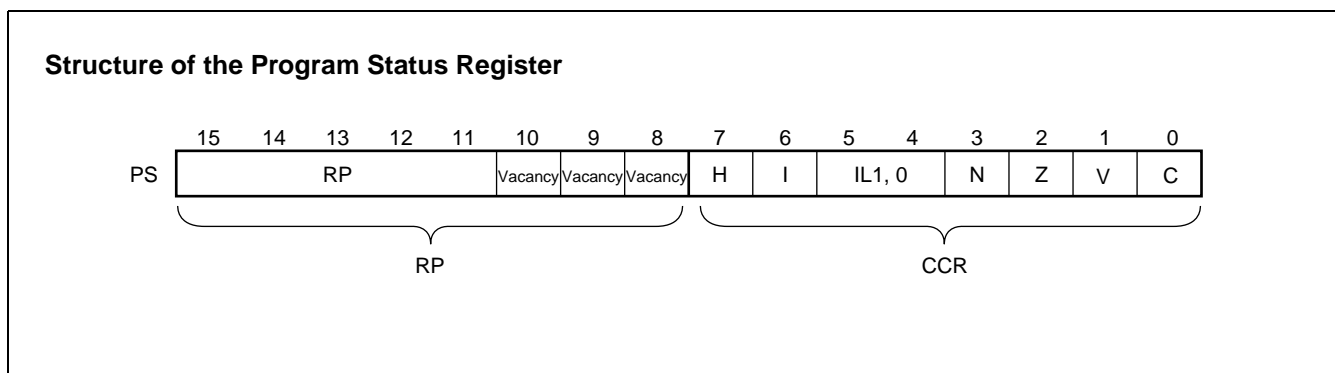 Structure of the Program Status Register
15 14 13 12 11 10 9 8 7 6 5 4 3 2 1 0
PS RP Vacancy Vacancy Vacancy H I IL1, 0 N Z V C
RP CCR